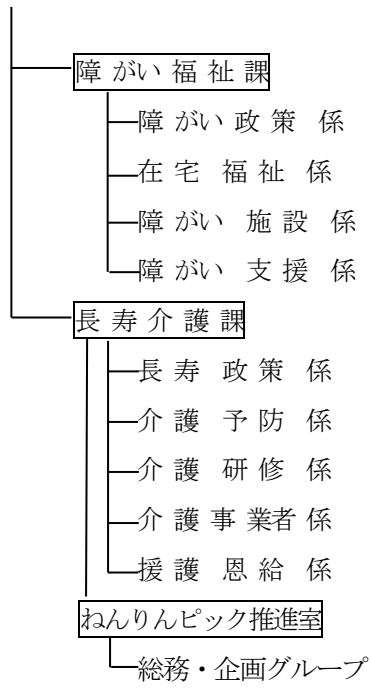 障がい福祉課
障がい政策係
在宅福祉係
障がい施設係
障がい支援係
長寿介護課
長寿政策係
介護予防係
介護研修係
介護事業者係
援護恩給係
ねんりんピック推進室
総務・企画グループ